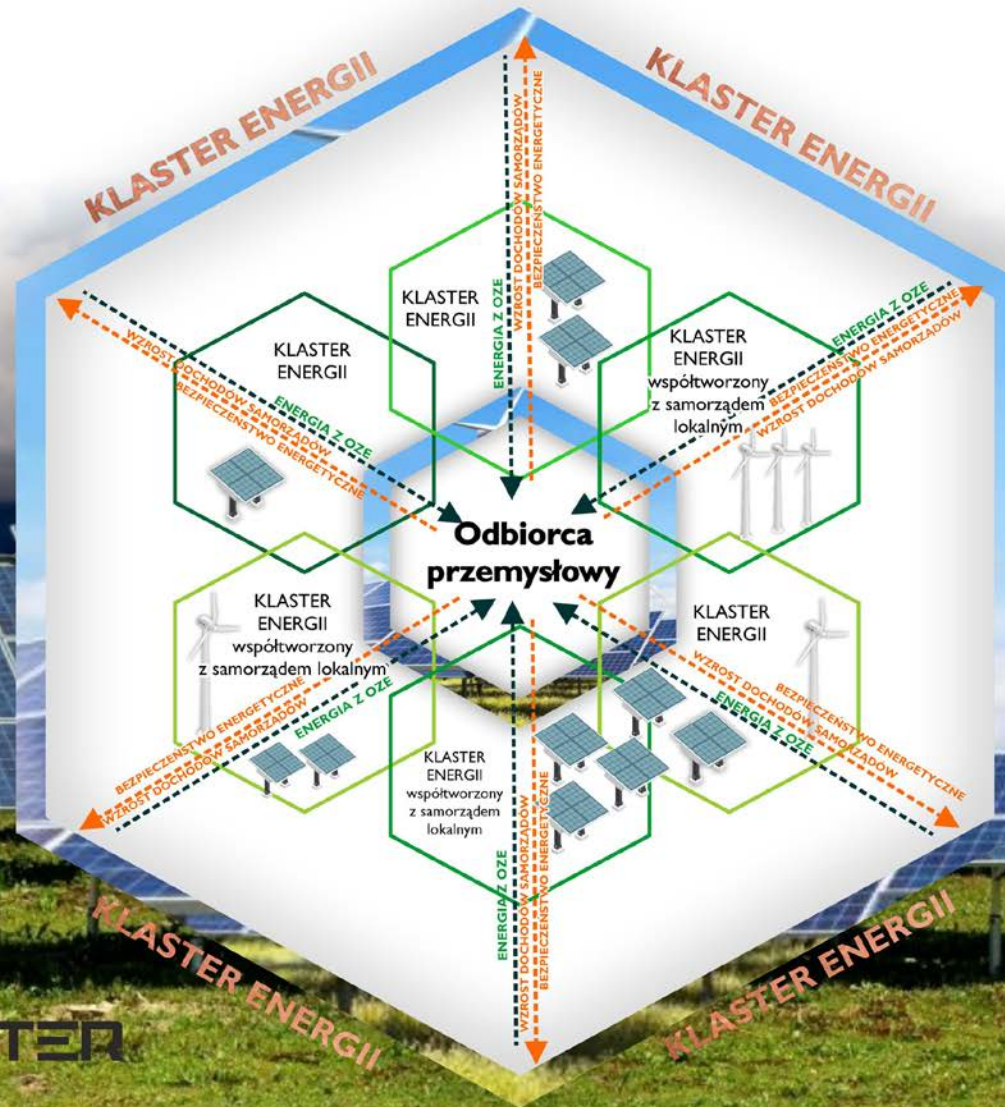 KLASTER ENERGII
KLASTER ENERGII
WZROST DOCHODÓW SAMORZĄDÓW
BEZPIECZEŃSTWO ENERGETYCZNE
ENERGIA Z OZE
KLASTER
ENERGII
KLASTER
ENERGII
KLASTER
ENERGII
współtworzony
z samorządem
lokalnym
ENERGIA Z OZE
BEZPIECZEŃSTWO ENERGETYCZNE
WZROST DOCHODÓW SAMORZĄDÓW
WZROST DOCHODÓW SAMORZĄDÓW
BEZPIECZEŃSTWO ENERGETYCZNE
ENERGIA Z OZE
Odbiorca
przemysłowy
KLASTER
ENERGII
współtworzony
z samorządem lokalnym
KLASTER
ENERGII
BEZPIECZEŃSTWO ENERGETYCZNE
WZROST DOCHODÓW SAMORZĄDÓW
ENERGIA Z OZE
KLASTER
ENERGII
współtworzony
z samorządem
lokalnym
WZROST DOCHODÓW SAMORZĄDÓW
BEZPIECZEŃSTWO ENERGETYCZNE
ENERGIA Z OZE
ENERGIA Z OZE
WZROST DOCHODÓW SAMORZĄDÓW
BEZPIECZEŃSTWO ENERGETYCZNE
KLASTER ENERGII
KLASTER ENERGII
TER